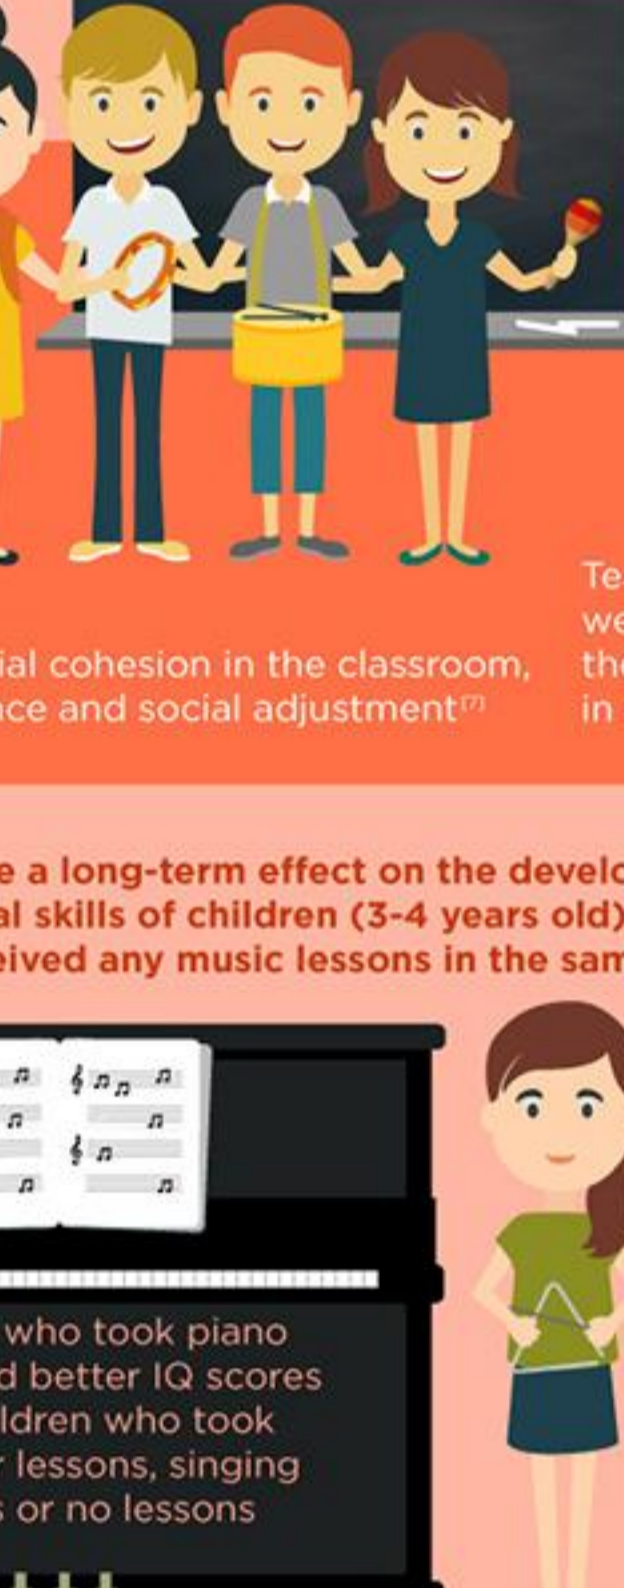 ial cohesion in the classroom,
nce and social adjustment[7]
Te
we
the
in
e a long-term effect on the develo
al skills of children (3-4 years old)
eived any music lessons in the sam
who took piano
d better IQ scores
ldren who took
r lessons, singing
s or no lessons